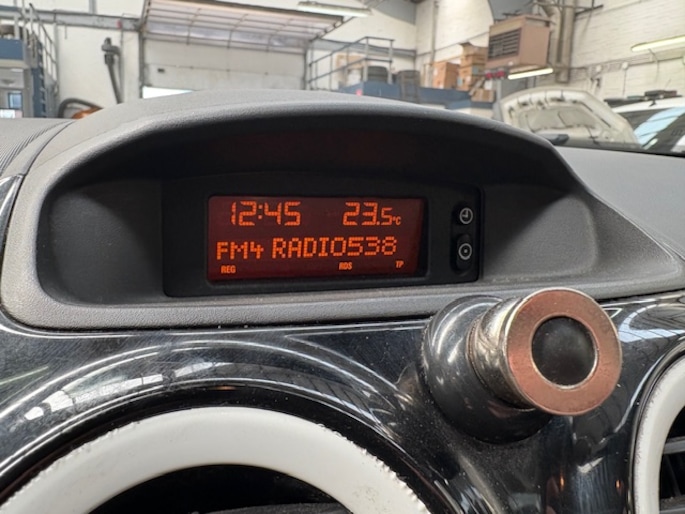 12:45 23.5°C
FM4 RADIO538
REG RDS TP